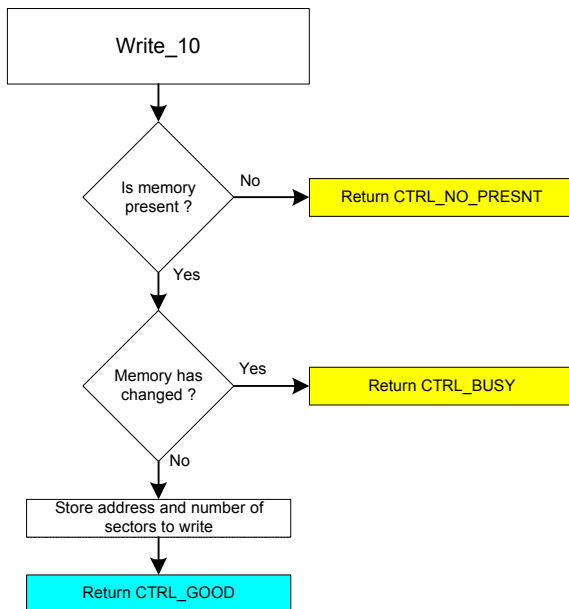 Write_10
Is memory
present ?
No
Return CTRL_NO_PRESNT
Yes
Memory has
changed ?
Yes
Return CTRL_BUSY
No
Store address and number of
sectors to write
Return CTRL_GOOD